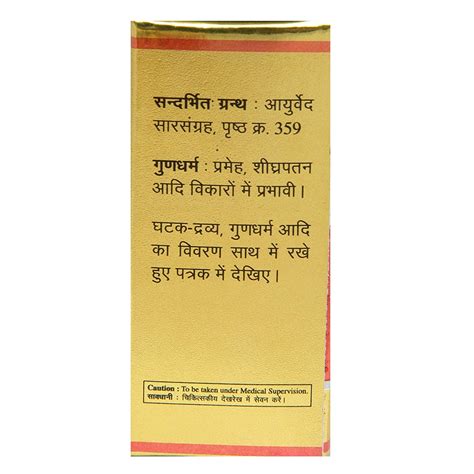 सन्दर्भित ग्रन्थ : आयुर्वेद
सारसंग्रह, पृष्ठ क्र. 359
गुणधर्म : प्रमेह, शीघ्रपतन
आदि विकारों में प्रभावी।
घटक-द्रव्य, गुणधर्म आदि
का विवरण साथ में रखे
हुए पत्रक में देखिए।
Caution : To be taken under Medical Supervision.
सावधानी : चिकित्सकीय देखरेख में सेवन करें।